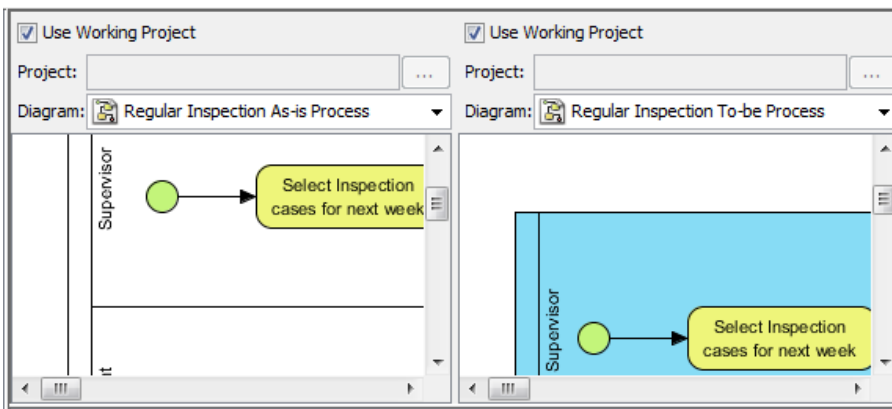 Use Working Project
Project:
...
Diagram: Regular Inspection As-is Process
Supervisor
Select Inspection
cases for next week
nt
Use Working Project
Project:
...
Diagram: Regular Inspection To-be Process
Supervisor
Select Inspection
cases for next week